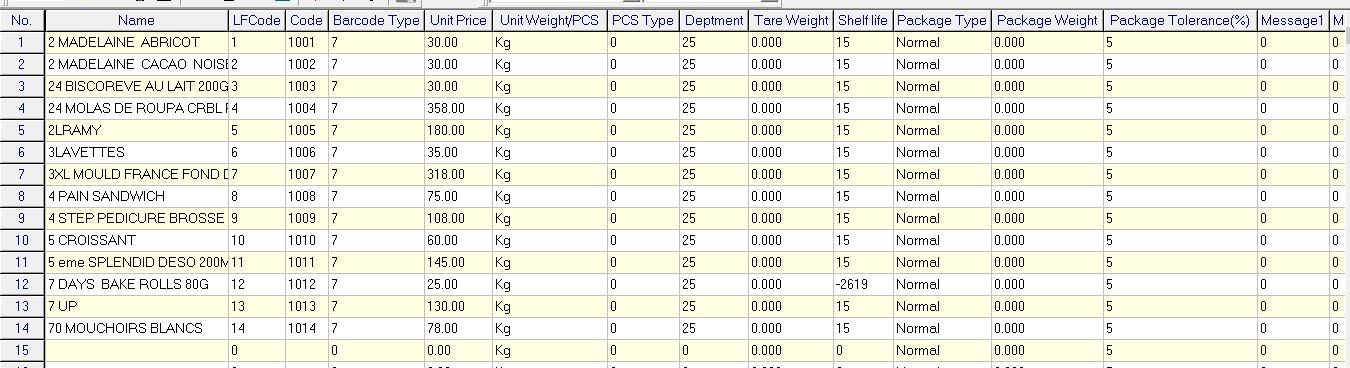 No. Name LFCode Code Barcode Type Unit Price Unit Weight/PCS PCS Type Deptment Tare Weight Shelf life Package Type Package Weight Package Tolerance(%) Message1 M
1 2 MADELAINE ABRICOT 1 1001 7 30.00 Kg 0 25 0.000 15 Normal 0.000 5 0 0
2 2 MADELAINE CACAO NOISE 2 1002 7 30.00 Kg 0 25 0.000 15 Normal 0.000 5 0 0
3 24 BISCOREVE AU LAIT 200G 3 1003 7 30.00 Kg 0 25 0.000 15 Normal 0.000 5 0 0
4 24 MOLAS DE ROUPA CRBL 4 1004 7 358.00 Kg 0 25 0.000 15 Normal 0.000 5 0 0
5 2LRAMY 5 1005 7 180.00 Kg 0 25 0.000 15 Normal 0.000 5 0 0
6 3LAVETTES 6 1006 7 35.00 Kg 0 25 0.000 15 Normal 0.000 5 0 0
7 3XL MOULD FRANCE FOND 7 1007 7 318.00 Kg 0 25 0.000 15 Normal 0.000 5 0 0
8 4 PAIN SANDWICH 8 1008 7 75.00 Kg 0 25 0.000 15 Normal 0.000 5 0 0
9 4 STEP PEDICURE BROSSE 9 1009 7 108.00 Kg 0 25 0.000 15 Normal 0.000 5 0 0
10 5 CROISSANT 10 1010 7 60.00 Kg 0 25 0.000 15 Normal 0.000 5 0 0
11 5 eme SPLENDID DESO 200M 11 1011 7 145.00 Kg 0 25 0.000 15 Normal 0.000 5 0 0
12 7 DAYS BAKE ROLLS 80G 12 1012 7 25.00 Kg 0 25 0.000 -2619 Normal 0.000 5 0 0
13 7 UP 13 1013 7 130.00 Kg 0 25 0.000 15 Normal 0.000 5 0 0
14 70 MOUCHOIRS BLANCS 14 1014 7 78.00 Kg 0 25 0.000 15 Normal 0.000 5 0 0
15 0 0 0.00 Kg 0 0 0.000 0 Normal 0.000 5 0 0